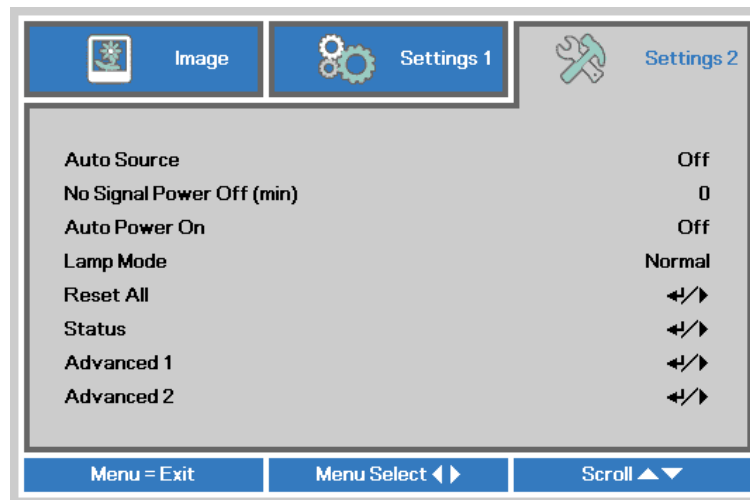 Image Settings 1 Settings 2
Auto Source Off
No Signal Power Off (min) 0
Auto Power On Off
Lamp Mode Normal
Reset All ↵/▶
Status ↵/▶
Advanced 1 ↵/▶
Advanced 2 ↵/▶
Menu = Exit Menu Select ◀▶ Scroll ▲▼